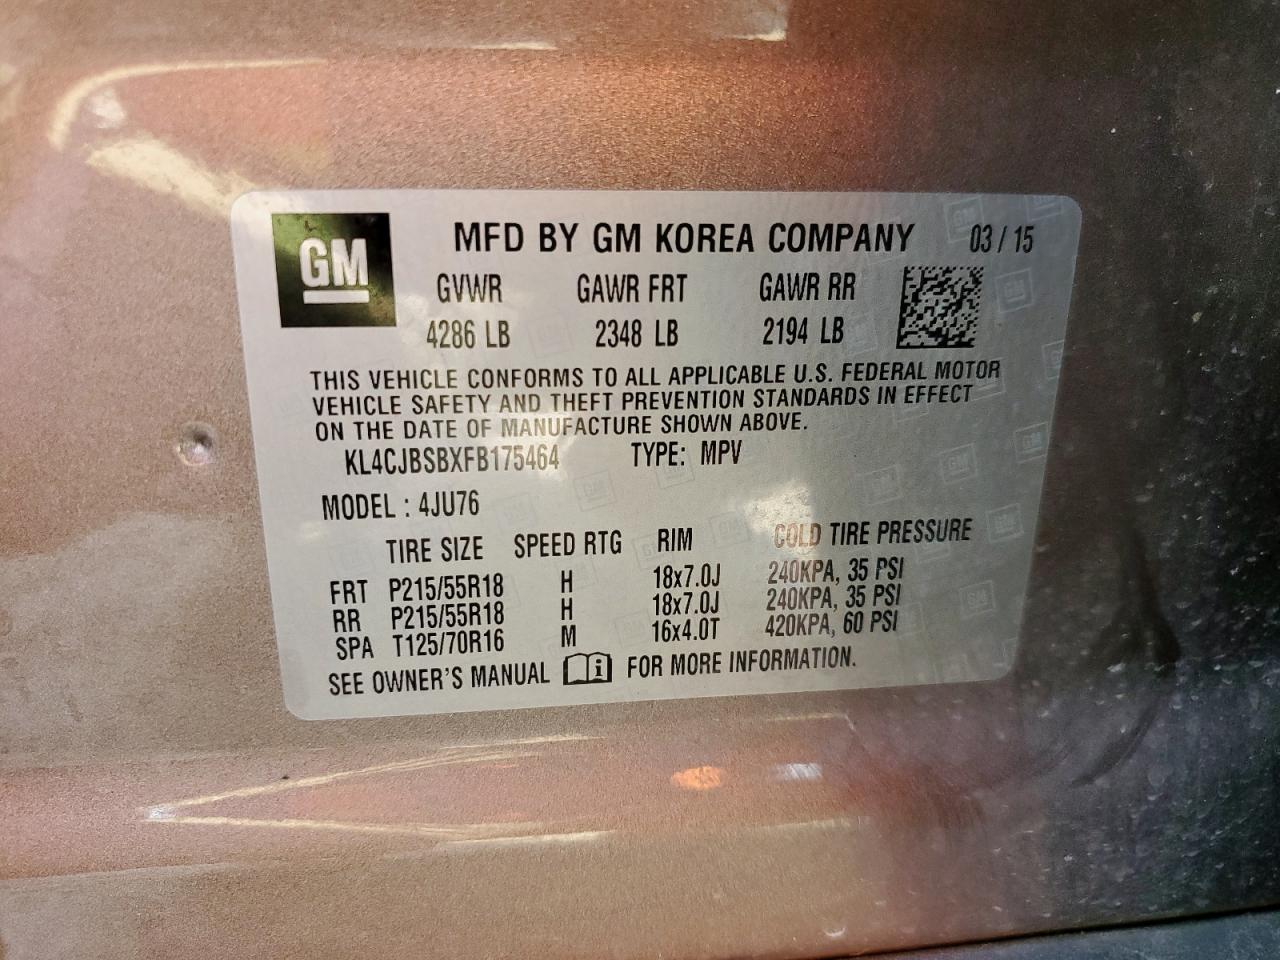 GM
MFD BY GM KOREA COMPANY 03 / 15
GVWR GAWR FRT GAWR RR
4286 LB 2348 LB 2194 LB
THIS VEHICLE CONFORMS TO ALL APPLICABLE U.S. FEDERAL MOTOR
VEHICLE SAFETY AND THEFT PREVENTION STANDARDS IN EFFECT
ON THE DATE OF MANUFACTURE SHOWN ABOVE.
KL4CJBSBXFB175464 TYPE: MPV
MODEL : 4JU76
TIRE SIZE SPEED RTG RIM COLD TIRE PRESSURE
FRT P215/55R18 H 18x7.0J 240KPA, 35 PSI
RR P215/55R18 H 18x7.0J 240KPA, 35 PSI
SPA T125/70R16 M 16x4.0T 420KPA, 60 PSI
SEE OWNER'S MANUAL FOR MORE INFORMATION.